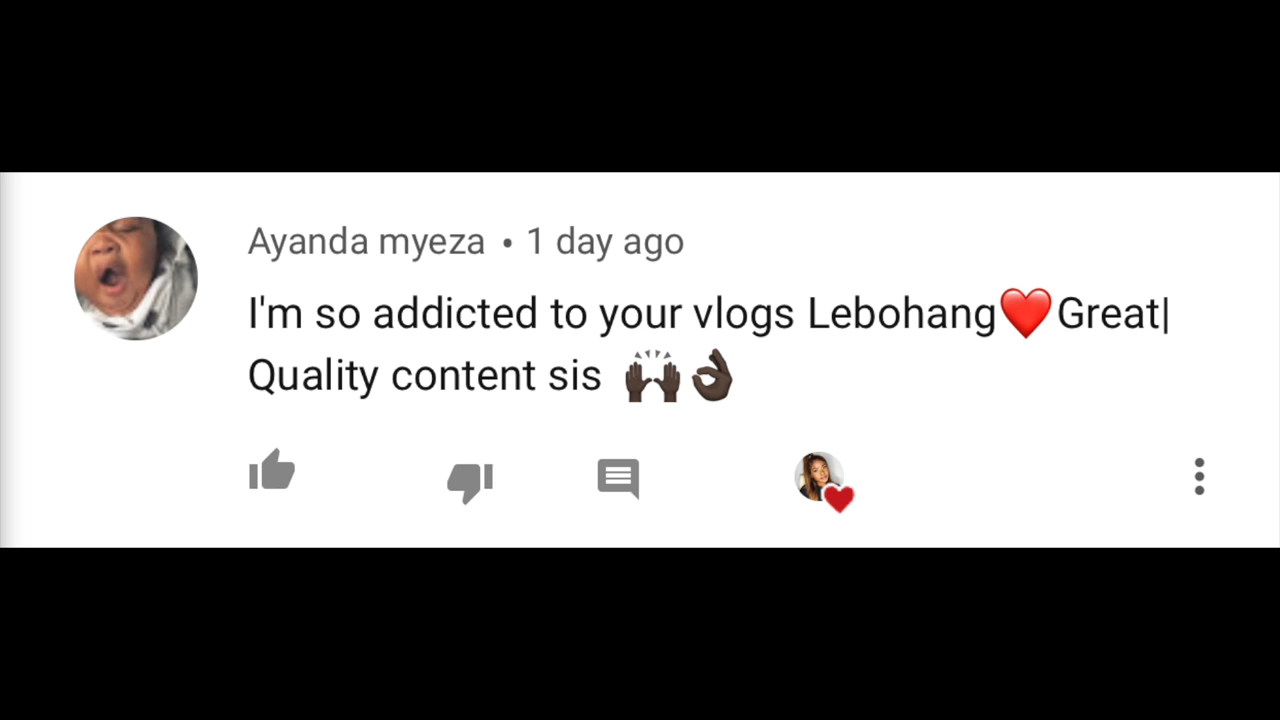 Ayanda myeza • 1 day ago
I'm so addicted to your vlogs Lebohang❤️Great|
Quality content sis 🙌🏿👌🏿